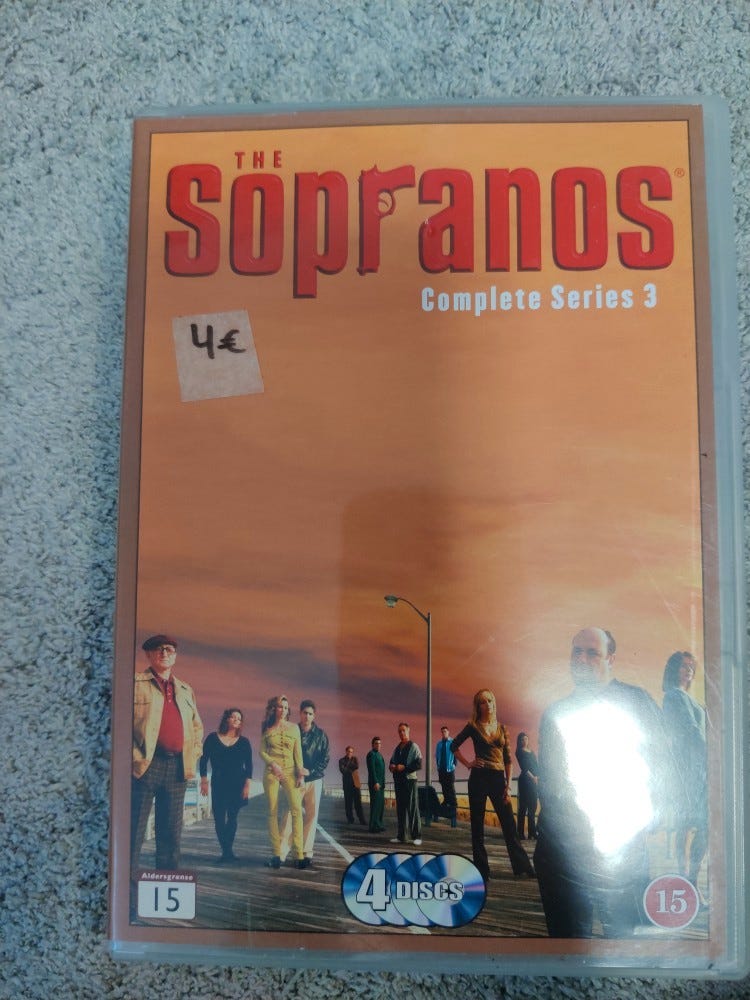 THE
Sopranos®
Complete Series 3
4€
Aldersgrense
15
4 DISCS
15